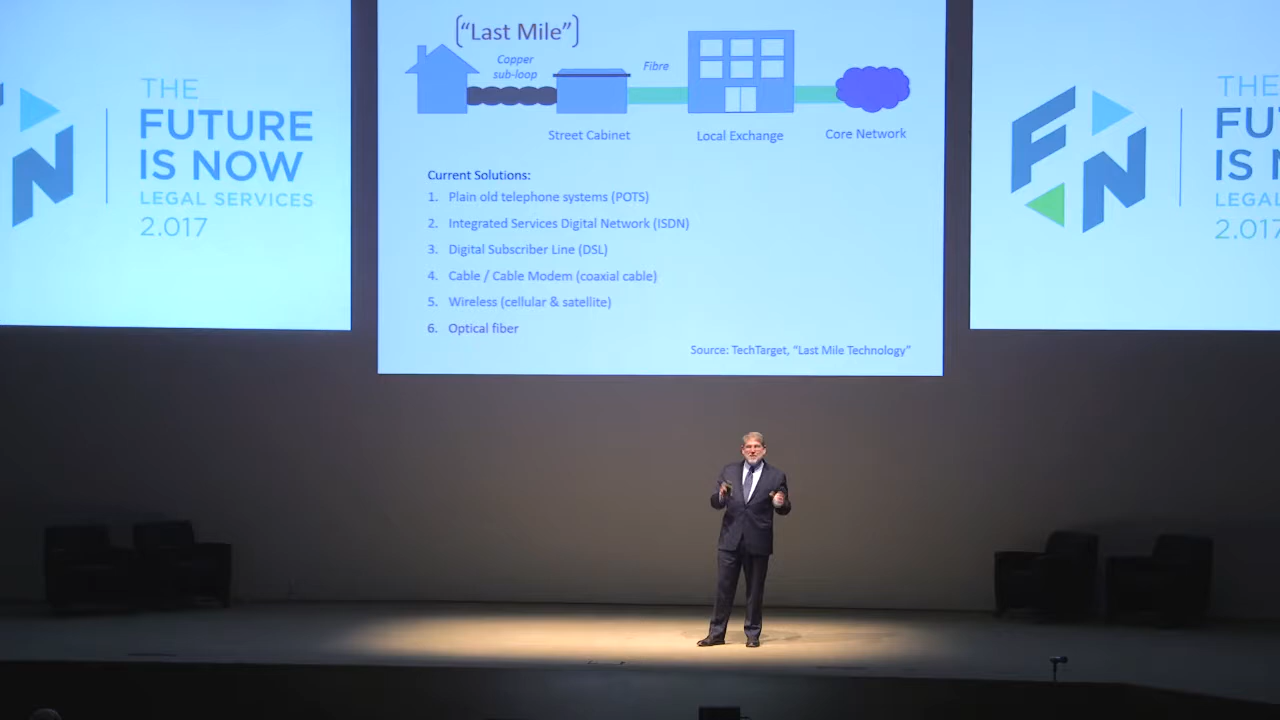 THE
FUTURE
IS NOW
LEGAL SERVICES
2.017
("Last Mile")
Copper
sub-loop
Fibre
Street Cabinet
Local Exchange
Core Network
Current Solutions:
1. Plain old telephone systems (POTS)
2. Integrated Services Digital Network (ISDN)
3. Digital Subscriber Line (DSL)
4. Cable / Cable Modem (coaxial cable)
5. Wireless (cellular & satellite)
6. Optical fiber
Source: TechTarget, "Last Mile Technology"
FN
THE
FU
IS N
LEGA
2.017